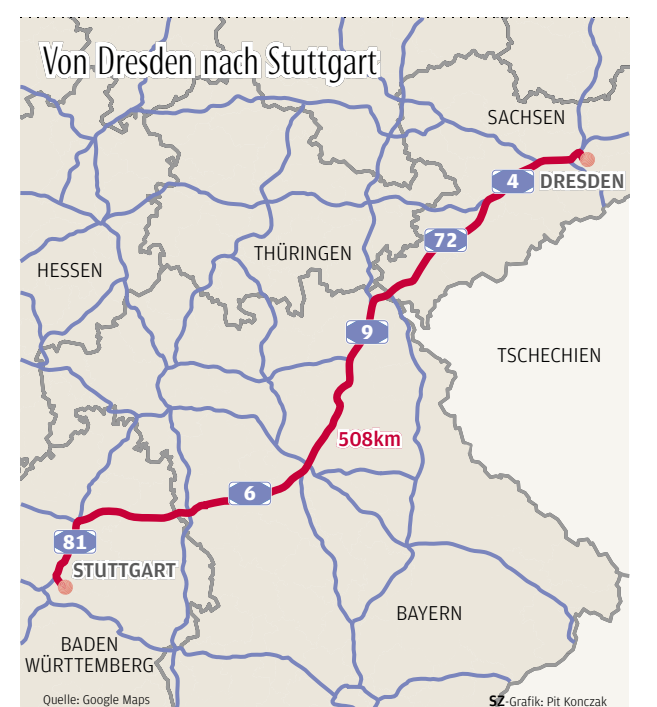 Von Dresden nach Stuttgart
SACHSEN
4
DRESDEN
72
THÜRINGEN
HESSEN
9
TSCHECHIEN
508km
6
81
STUTTGART
BAYERN
BADEN
WÜRTTEMBERG
Quelle: Google Maps
SZ-Grafik: Pit Konczak